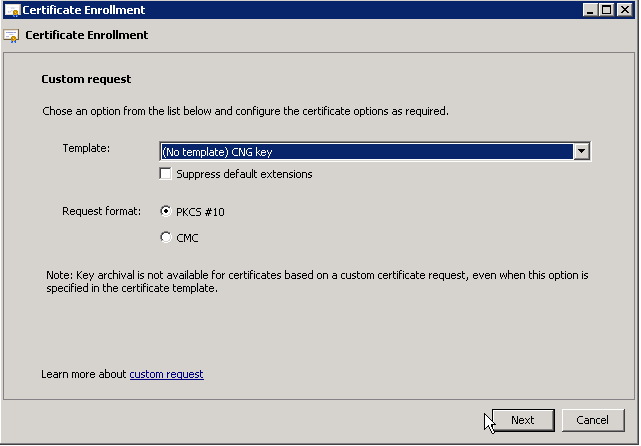 Certificate Enrollment
Certificate Enrollment
Custom request
Chose an option from the list below and configure the certificate options as required.
Template:
(No template) CNG key
Suppress default extensions
Request format:
PKCS #10
CMC
Note: Key archival is not available for certificates based on a custom certificate request, even when this option is
specified in the certificate template.
Learn more about custom request
Next
Cancel